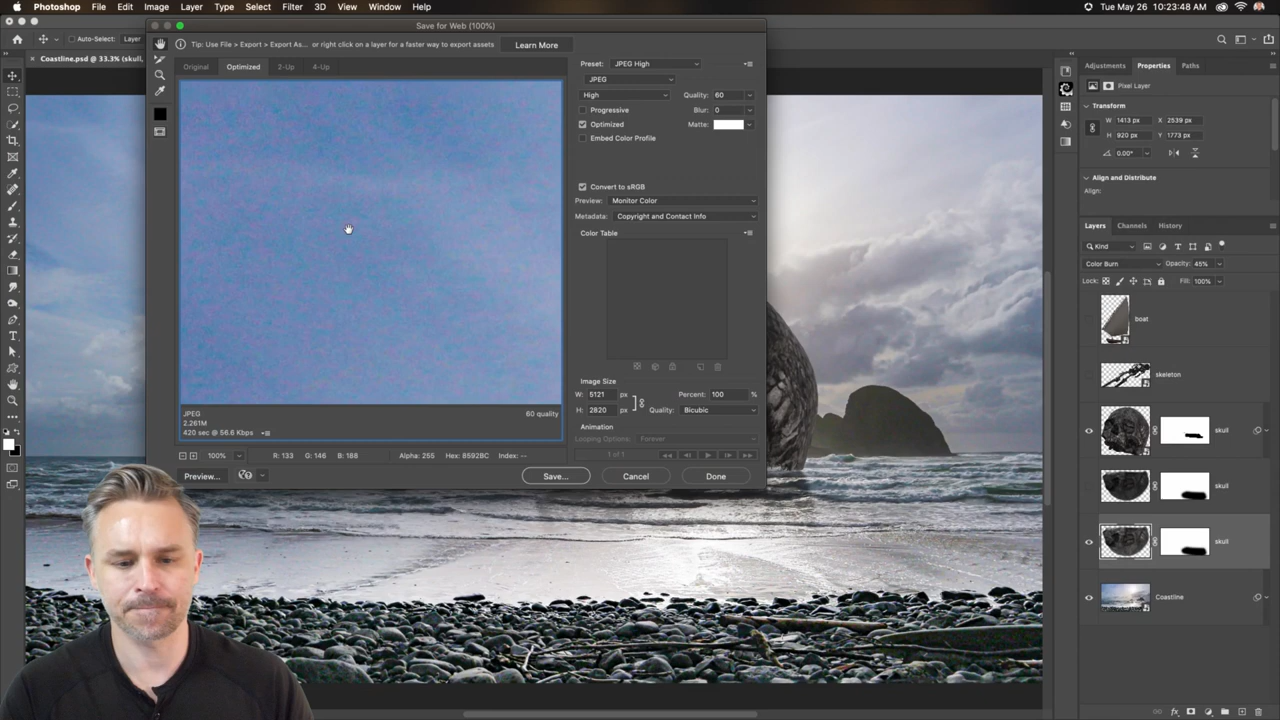 Photoshop File Edit Image Layer Type Select Filter 3D View Window Help
Tue May 26 10:23:48 AM
Auto-Select: Layer
Coastline.psd @ 33.3% (skull,
Save for Web (100%)
Tip: Use File > Export > Export As... or right click on a layer for a faster way to export assets
Learn More
Original Optimized 2-Up 4-Up
Preset: JPEG High
JPEG
High Quality: 60
Progressive Blur: 0
Optimized Matte:
Embed Color Profile
Convert to sRGB
Preview: Monitor Color
Metadata: Copyright and Contact Info
Color Table
Image Size
W: 5121 px Percent: 100 %
H: 2820 px Quality: Bicubic
Animation
Looping Options: Forever
1 of 1
JPEG 60 quality
2.261M
420 sec @ 56.6 Kbps
100% R: 133 G: 146 B: 188 Alpha: 255 Hex: 8592BC Index: --
Preview... Save... Cancel Done
Adjustments Properties Paths
Pixel Layer
Transform
W 1413 px X 2539 px
H 920 px Y 1773 px
0.00°
Align and Distribute
Align:
Layers Channels History
Kind
Color Burn Opacity: 45%
Lock: Fill: 100%
boat
skeleton
skull
skull
skull
Coastline